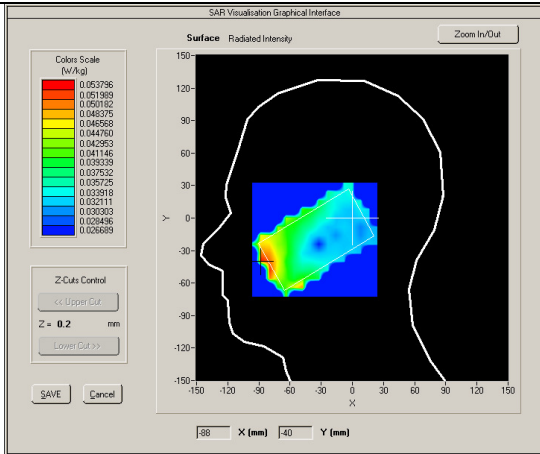 SAR Visualisation Graphical Interface
Surface Radiated Intensity
Zoom In/Out
Colors Scale
(W/kg)
0.053796
0.051989
0.050182
0.048375
0.046568
0.044760
0.042953
0.041146
0.039339
0.037532
0.035725
0.033918
0.032111
0.030303
0.028496
0.026689
Z-Cuts Control
<< Upper Cut
Z = 0.2 mm
Lower Cut >>
SAVE
Cancel
150-
120-
90-
60-
30-
0-
-30-
-60-
-90-
-120-
-150-
Y
-150 -120 -90 -60 -30 0 30 60 90 120 150
X
-88 X (mm) -40 Y (mm)